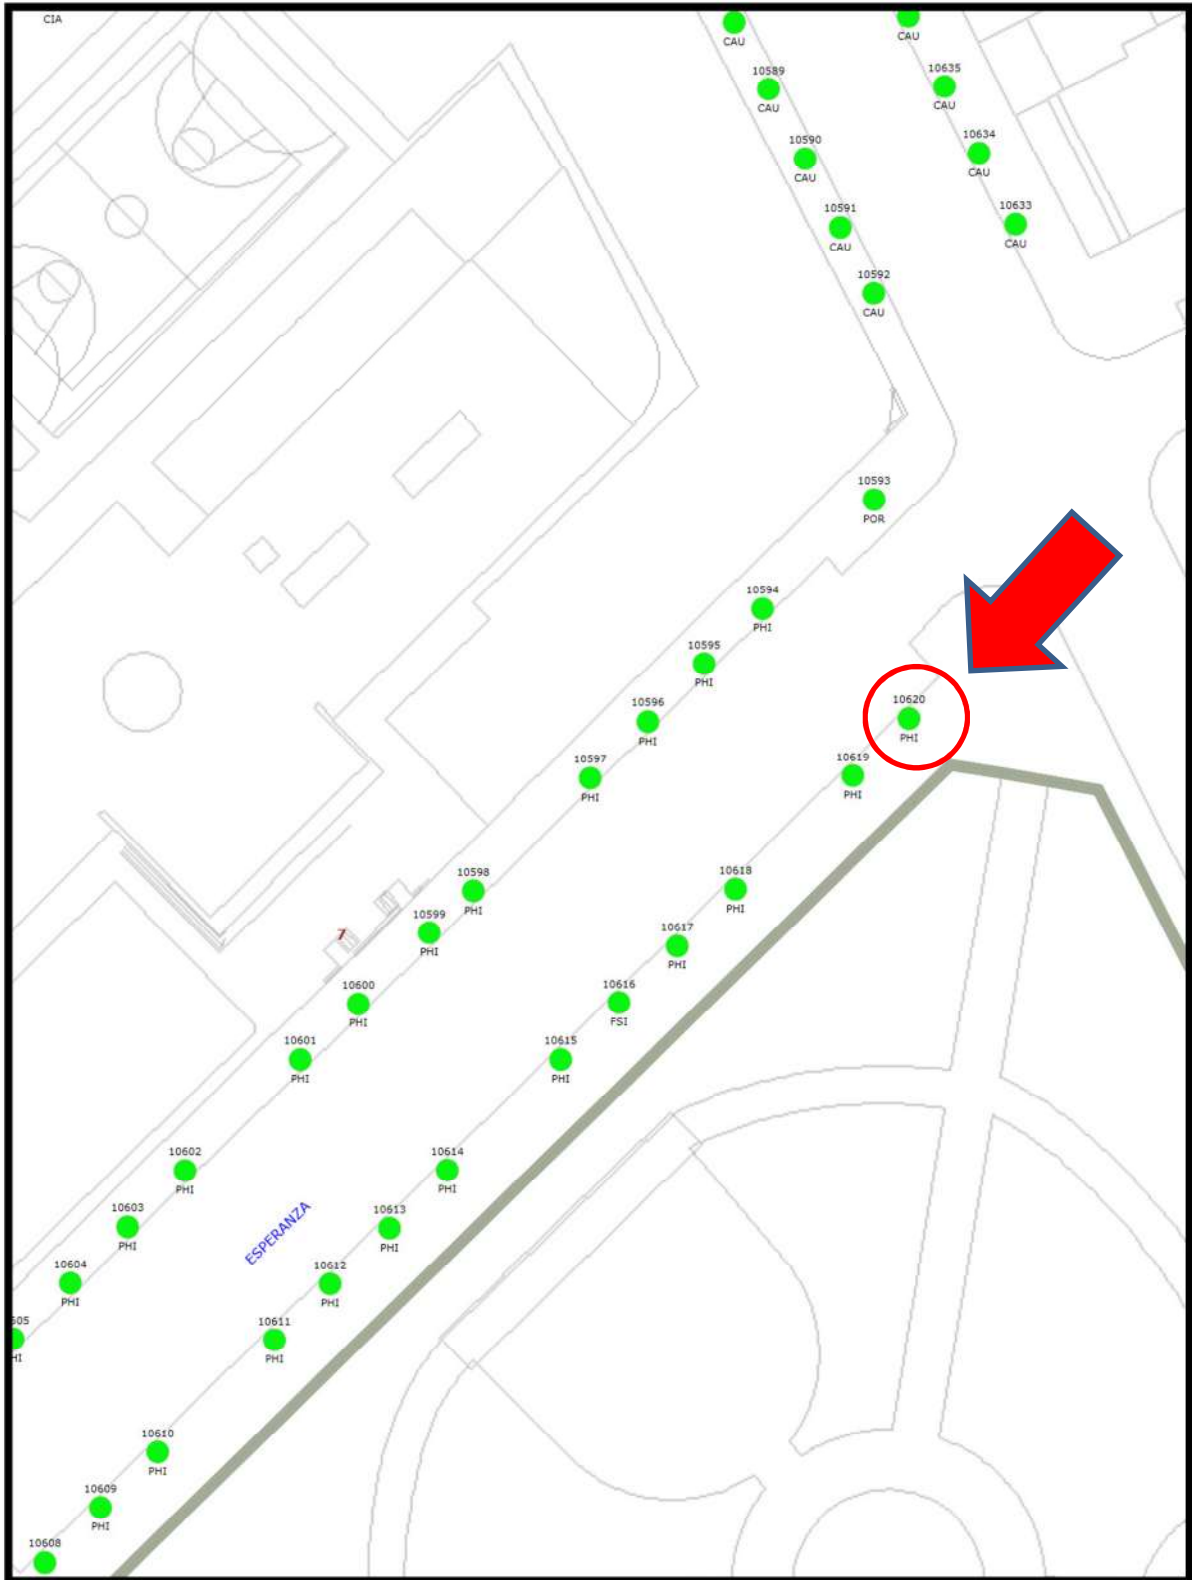 CIA
CAU
CAU
10589
CAU
10635
CAU
10590
CAU
10634
CAU
10591
CAU
10633
CAU
10592
CAU
10593
POR
10594
PHI
10595
PHI
10596
PHI
10620
PHI
10597
PHI
10619
PHI
10598
PHI
10618
PHI
10599
PHI
7
10617
PHI
10600
PHI
10616
FSI
10601
PHI
10615
PHI
10602
PHI
10614
PHI
10603
PHI
10613
PHI
ESPERANZA
10604
PHI
10612
PHI
605
HI
10611
PHI
10610
PHI
10609
PHI
10608